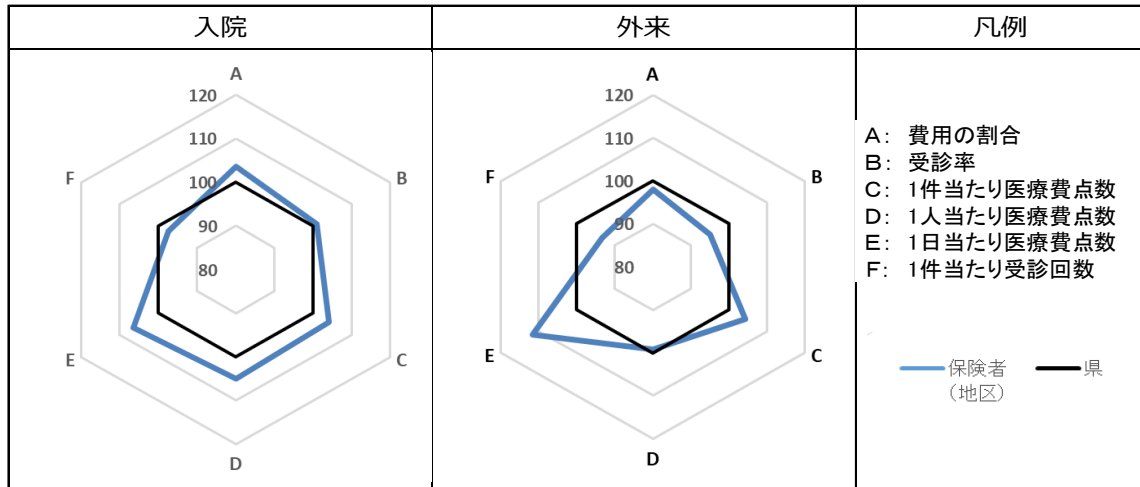 入院
外来
凡例
A
120
110
100
90
80
B
C
D
E
F
A
120
110
100
90
80
B
C
D
E
F
A： 費用の割合
B： 受診率
C： 1件当たり医療費点数
D： 1人当たり医療費点数
E： 1日当たり医療費点数
F： 1件当たり受診回数
保険者
（地区）
県